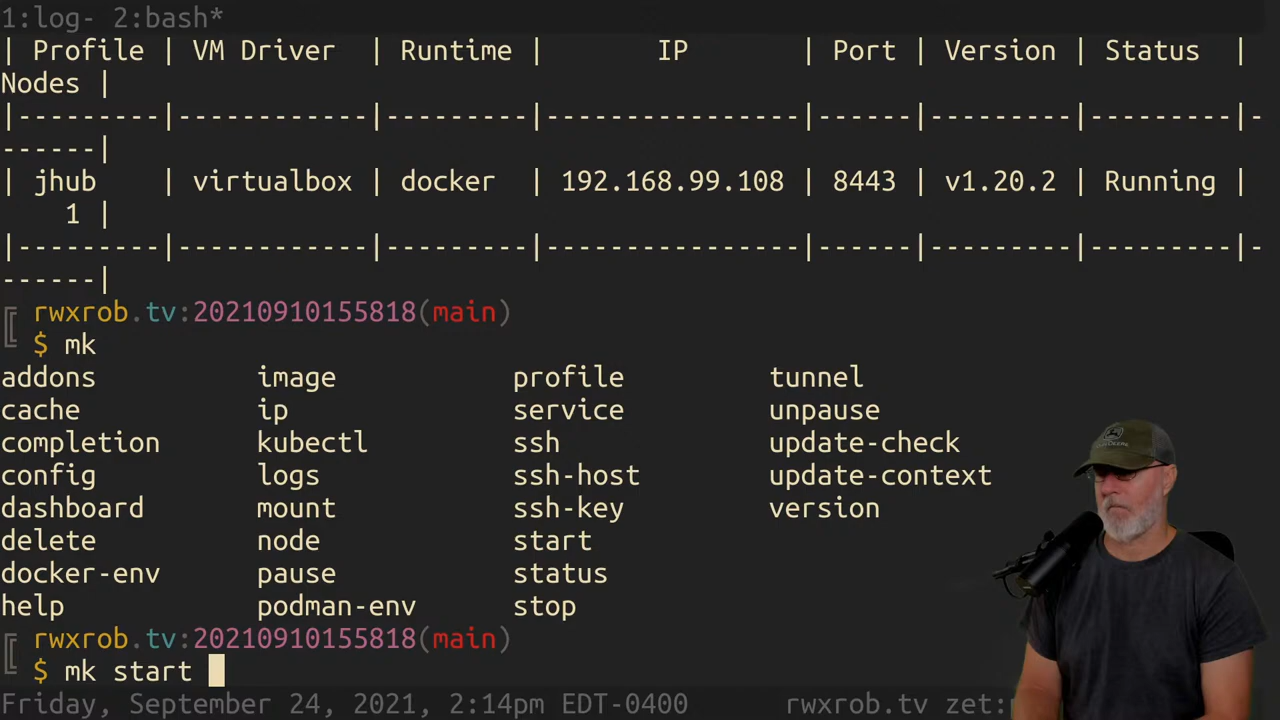 1:log- 2:bash*
| Profile | VM Driver  | Runtime |       IP       | Port | Version | Status  |
Nodes |
|---------|------------|---------|----------------|------|---------|---------|-
------|
| jhub    | virtualbox | docker  | 192.168.99.108 | 8443 | v1.20.2 | Running |
    1 |
|---------|------------|---------|----------------|------|---------|---------|-
------|
╔ rwxrob.tv:20210910155818(main)
╚ $ mk
addons          image           profile         tunnel
cache           ip              service         unpause
completion      kubectl         ssh             update-check
config          logs            ssh-host        update-context
dashboard       mount           ssh-key         version
delete          node            start
docker-env      pause           status
help            podman-env      stop
╔ rwxrob.tv:20210910155818(main)
╚ $ mk start
Friday, September 24, 2021, 2:14pm EDT-0400      rwxrob.tv zet: